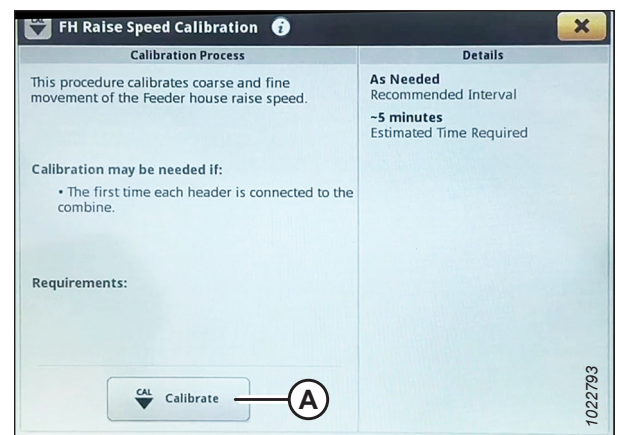 CAL
FH Raise Speed Calibration i
Calibration Process
This procedure calibrates coarse and fine
movement of the Feeder house raise speed.
Calibration may be needed if:
• The first time each header is connected to the
combine.
Requirements:
CAL
Calibrate
A
Details
As Needed
Recommended Interval
~5 minutes
Estimated Time Required
1022793